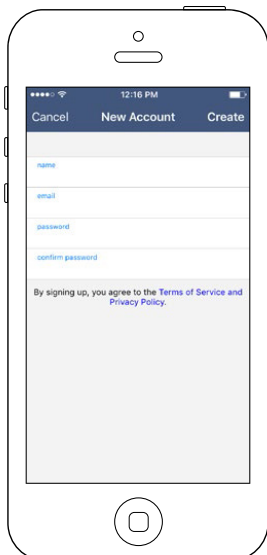 12:16 PM
Cancel New Account Create
name
email
password
confirm password
By signing up, you agree to the Terms of Service and
Privacy Policy.